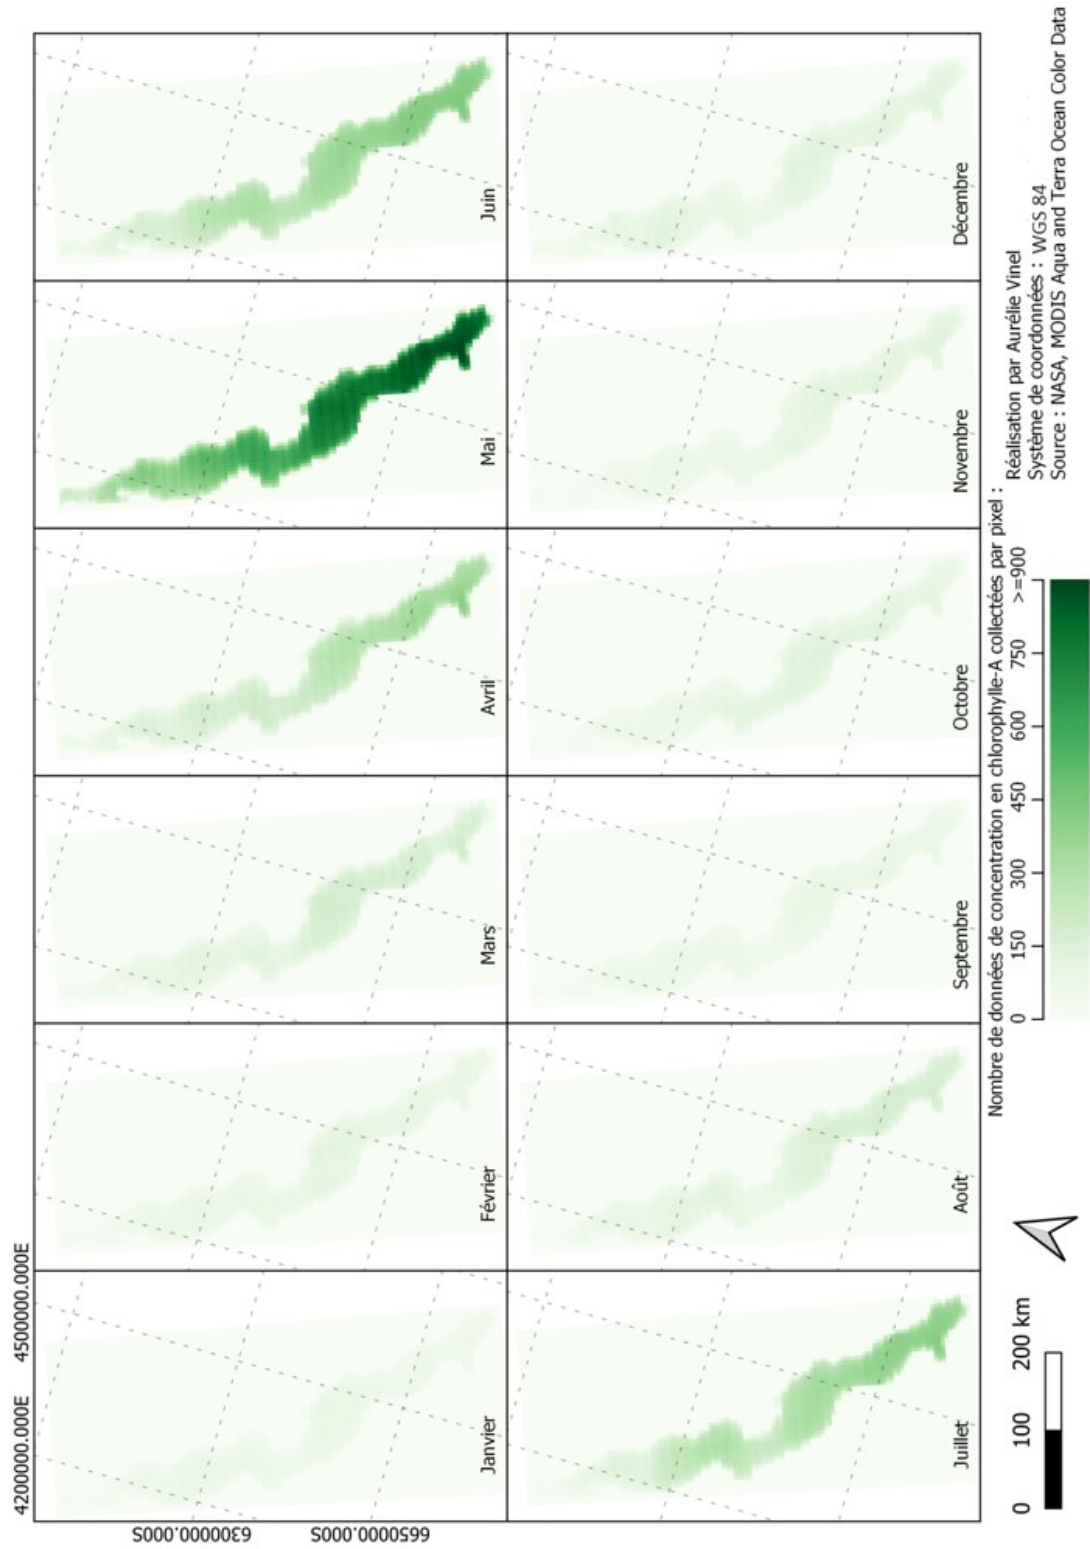 4200000.000E 4500000.000E
6300000.000S
6650000.000S
Janvier
Février
Mars
Avril
Mai
Juin
Juillet
Août
Septembre
Octobre
Novembre
Décembre
0 100 200 km
Nombre de données de concentration en chlorophylle-A collectées par pixel :
0 150 300 450 600 750 >=900
Réalisation par Aurélie Vinel
Système de coordonnées : WGS 84
Source : NASA, MODIS Aqua and Terra Ocean Color Data